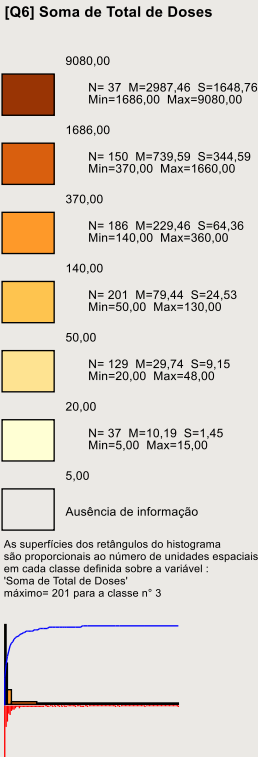 [Q6] Soma de Total de Doses
9080,00
N= 37 M=2987,46 S=1648,76
Min=1686,00 Max=9080,00
1686,00
N= 150 M=739,59 S=344,59
Min=370,00 Max=1660,00
370,00
N= 186 M=229,46 S=64,36
Min=140,00 Max=360,00
140,00
N= 201 M=79,44 S=24,53
Min=50,00 Max=130,00
50,00
N= 129 M=29,74 S=9,15
Min=20,00 Max=48,00
20,00
N= 37 M=10,19 S=1,45
Min=5,00 Max=15,00
5,00
Ausência de informação
As superfícies dos retângulos do histograma
são proporcionais ao número de unidades espaciais
em cada classe definida sobre a variável :
'Soma de Total de Doses'
máximo= 201 para a classe n° 3